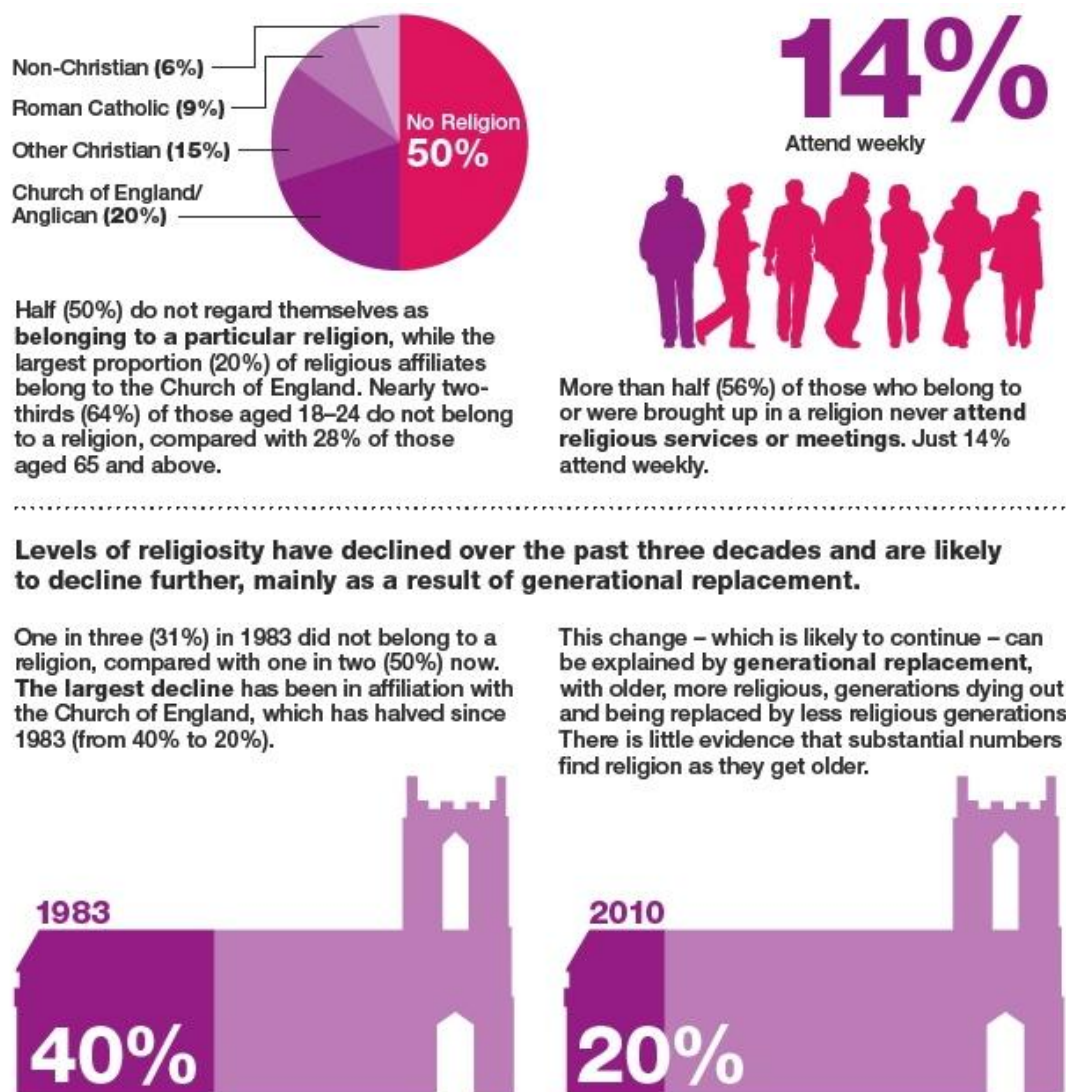 Non-Christian (6%)
Roman Catholic (9%)
Other Christian (15%)
Church of England/
Anglican (20%)
No Religion
50%
Half (50%) do not regard themselves as
belonging to a particular religion, while the
largest proportion (20%) of religious affiliates
belong to the Church of England. Nearly two-
thirds (64%) of those aged 18–24 do not belong
to a religion, compared with 28% of those
aged 65 and above.
14%
Attend weekly
More than half (56%) of those who belong to
or were brought up in a religion never attend
religious services or meetings. Just 14%
attend weekly.
Levels of religiosity have declined over the past three decades and are likely
to decline further, mainly as a result of generational replacement.
One in three (31%) in 1983 did not belong to a
religion, compared with one in two (50%) now.
The largest decline has been in affiliation with
the Church of England, which has halved since
1983 (from 40% to 20%).
1983
40%
This change – which is likely to continue – can
be explained by generational replacement,
with older, more religious, generations dying out
and being replaced by less religious generations
There is little evidence that substantial numbers
find religion as they get older.
2010
20%